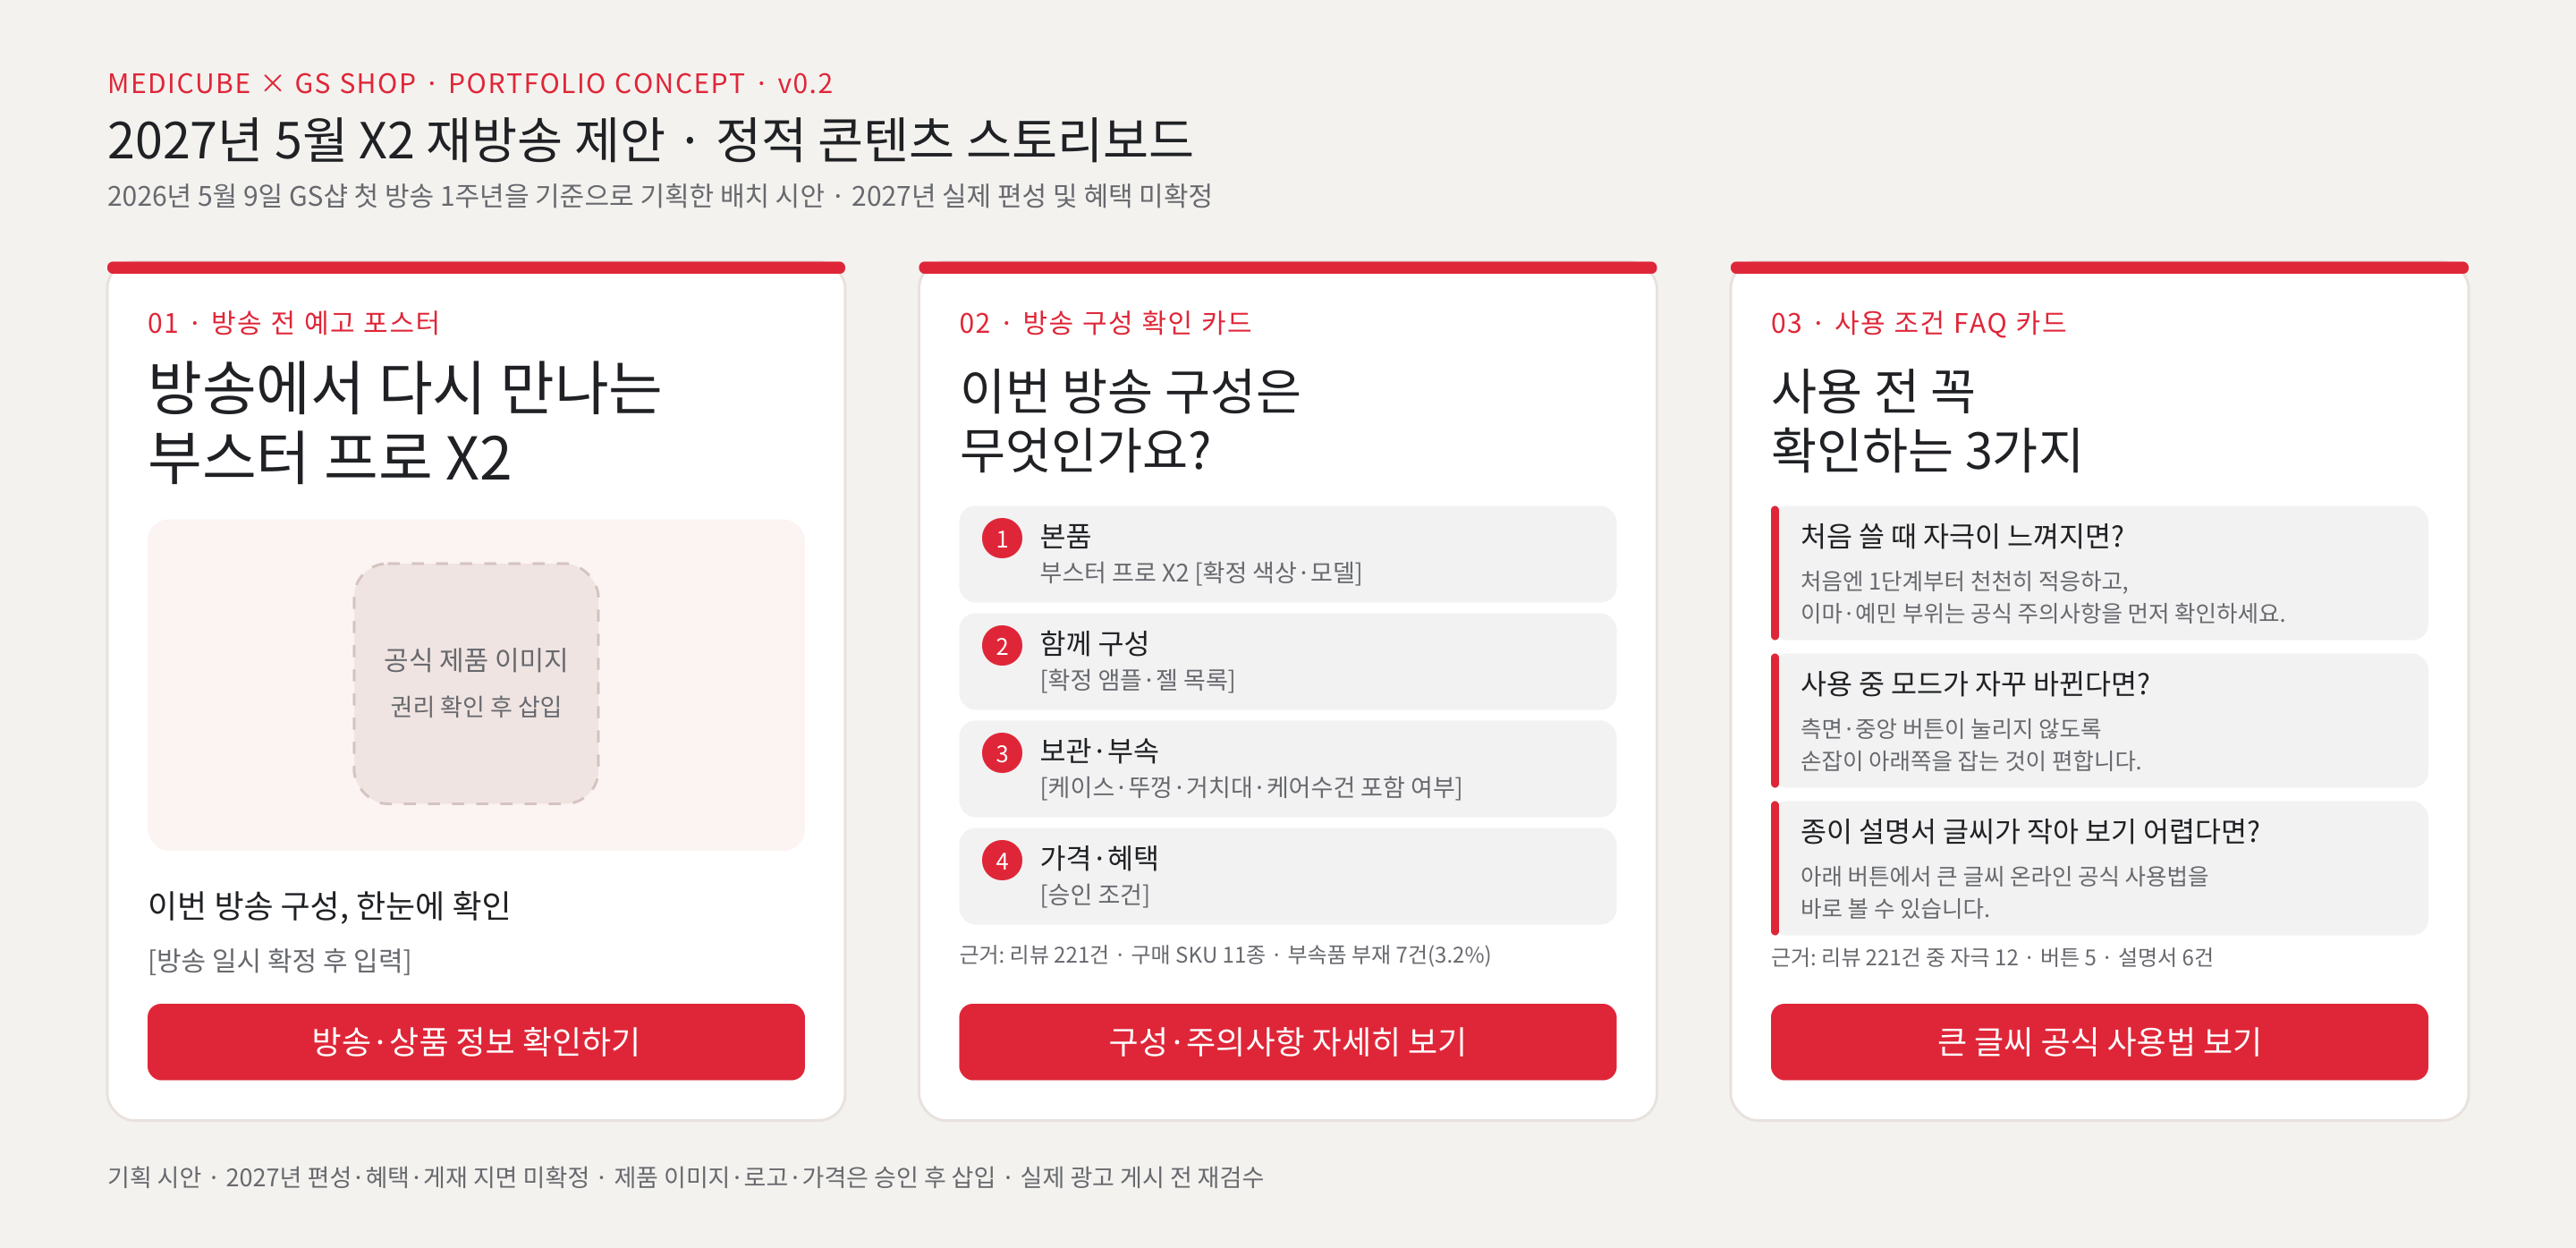 MEDICUBE × GS SHOP · PORTFOLIO CONCEPT · v0.2
2027년 5월 X2 재방송 제안 · 정적 콘텐츠 스토리보드
2026년 5월 9일 GS샵 첫 방송 1주년을 기준으로 기획한 배치 시안 · 2027년 실제 편성 및 혜택 미확정
01 · 방송 전 예고 포스터
방송에서 다시 만나는
부스터 프로 X2
공식 제품 이미지
권리 확인 후 삽입
이번 방송 구성, 한눈에 확인
[방송 일시 확정 후 입력]
방송·상품 정보 확인하기
02 · 방송 구성 확인 카드
이번 방송 구성은
무엇인가요?
1 본품
부스터 프로 X2 [확정 색상·모델]
2 함께 구성
[확정 앰플·젤 목록]
3 보관·부속
[케이스·뚜껑·거치대·케어수건 포함 여부]
4 가격·혜택
[승인 조건]
근거: 리뷰 221건 · 구매 SKU 11종 · 부속품 부재 7건(3.2%)
구성·주의사항 자세히 보기
03 · 사용 조건 FAQ 카드
사용 전 꼭
확인하는 3가지
처음 쓸 때 자극이 느껴지면?
처음엔 1단계부터 천천히 적응하고,
이마·예민 부위는 공식 주의사항을 먼저 확인하세요.
사용 중 모드가 자꾸 바뀐다면?
측면·중앙 버튼이 눌리지 않도록
손잡이 아래쪽을 잡는 것이 편합니다.
종이 설명서 글씨가 작아 보기 어렵다면?
아래 버튼에서 큰 글씨 온라인 공식 사용법을
바로 볼 수 있습니다.
근거: 리뷰 221건 중 자극 12 · 버튼 5 · 설명서 6건
큰 글씨 공식 사용법 보기
기획 시안 · 2027년 편성·혜택·게재 지면 미확정 · 제품 이미지·로고·가격은 승인 후 삽입 · 실제 광고 게시 전 재검수